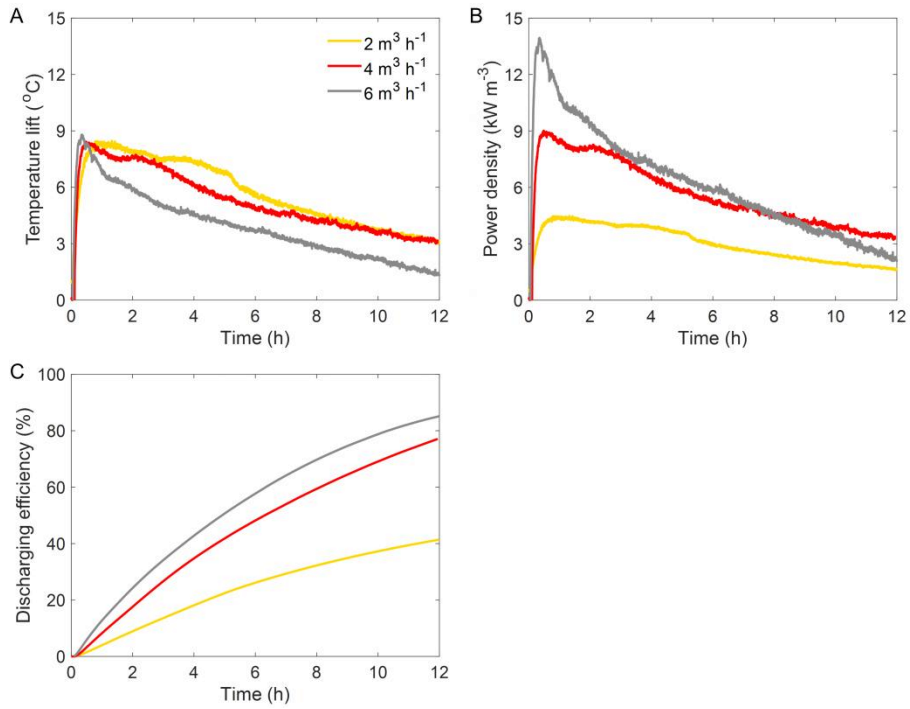 A
Temperature lift (°C)
15
12
9
6
3
0
0 2 4 6 8 10 12
Time (h)
2 m³ h⁻¹
4 m³ h⁻¹
6 m³ h⁻¹
B
Power density (kW m⁻³)
15
12
9
6
3
0
0 2 4 6 8 10 12
Time (h)
C
Discharging efficiency (%)
100
80
60
40
20
0
0 2 4 6 8 10 12
Time (h)